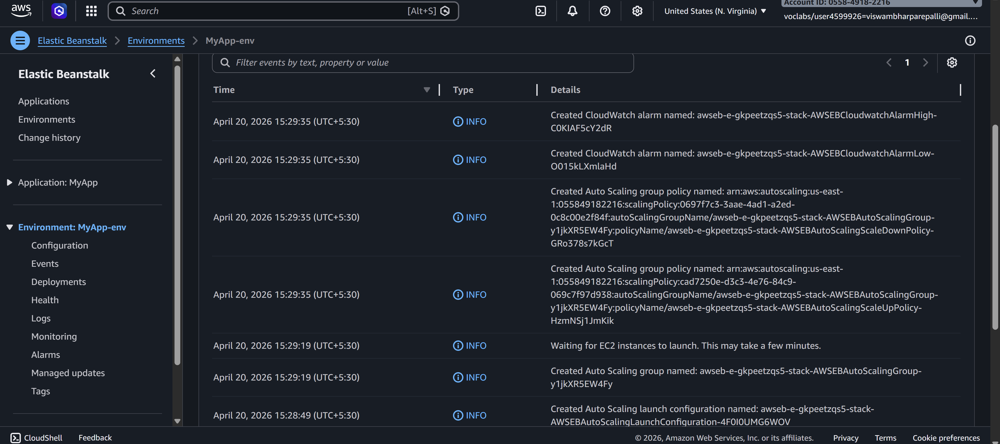 aws
Search
[Alt+S]
United States (N. Virginia)
Account ID: 0558-4918-2216
voclabs/user4599926=viswambharparepalli@gmail....
Elastic Beanstalk
Environments
MyApp-env
Elastic Beanstalk
Applications
Environments
Change history
Application: MyApp
Environment: MyApp-env
Configuration
Events
Deployments
Health
Logs
Monitoring
Alarms
Managed updates
Tags
Filter events by text, property or value
1
Time
Type
Details
April 20, 2026 15:29:35 (UTC+5:30)
INFO
Created CloudWatch alarm named: awseb-e-gkpeetzqs5-stack-AWSEBCloudwatchAlarmHigh-
C0KIAF5cY2dR
April 20, 2026 15:29:35 (UTC+5:30)
INFO
Created CloudWatch alarm named: awseb-e-gkpeetzqs5-stack-AWSEBCloudwatchAlarmLow-
O015kLXmlaHd
April 20, 2026 15:29:35 (UTC+5:30)
INFO
Created Auto Scaling group policy named: arn:aws:autoscaling:us-east-
1:055849182216:scalingPolicy:0697f7c3-3aae-4ad1-a2ed-
0c8c00e2f84f:autoScalingGroupName/awseb-e-gkpeetzqs5-stack-AWSEBAutoScalingGroup-
y1jkXR5EW4Fy:policyName/awseb-e-gkpeetzqs5-stack-AWSEBAutoScalingScaleDownPolicy-
GRo378s7kGcT
April 20, 2026 15:29:35 (UTC+5:30)
INFO
Created Auto Scaling group policy named: arn:aws:autoscaling:us-east-
1:055849182216:scalingPolicy:cad7250e-d3c3-4e76-84c9-
069c7f97d938:autoScalingGroupName/awseb-e-gkpeetzqs5-stack-AWSEBAutoScalingGroup-
y1jkXR5EW4Fy:policyName/awseb-e-gkpeetzqs5-stack-AWSEBAutoScalingScaleUpPolicy-
HzmNSj1JmKik
April 20, 2026 15:29:19 (UTC+5:30)
INFO
Waiting for EC2 instances to launch. This may take a few minutes.
April 20, 2026 15:29:19 (UTC+5:30)
INFO
Created Auto Scaling group named: awseb-e-gkpeetzqs5-stack-AWSEBAutoScalingGroup-
y1jkXR5EW4Fy
April 20, 2026 15:28:49 (UTC+5:30)
INFO
Created Auto Scaling launch configuration named: awseb-e-gkpeetzqs5-stack-
AWSEBAutoScalingLaunchConfiguration-4F0I0UMG6WOV
CloudShell
Feedback
© 2026, Amazon Web Services, Inc. or its affiliates.
Privacy
Terms
Cookie preferences